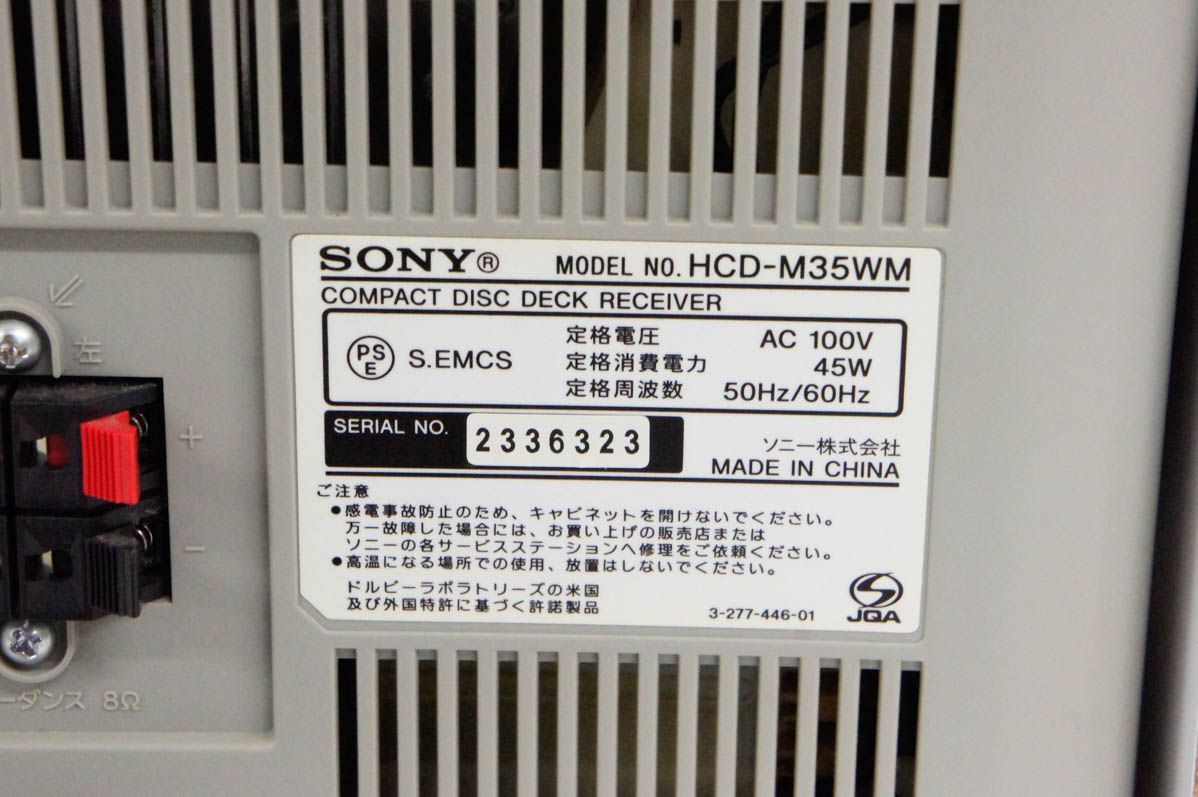 SONY® MODEL NO. HCD-M35WM
COMPACT DISC DECK RECEIVER
PSE S.EMCS
定格電圧 AC 100V
定格消費電力 45W
定格周波数 50Hz/60Hz
SERIAL NO. 2336323
ソニー株式会社
MADE IN CHINA
ご注意
●感電事故防止のため、キャビネットを開けないでください。
万一故障した場合には、お買い上げの販売店または
ソニーの各サービスステーションへ修理をご依頼ください。
●高温になる場所での使用、放置はしないでください。
ドルビーラボラトリーズの米国
及び外国特許に基づく許諾製品
3-277-446-01
JQA
左
+
−
ーダンス 8Ω